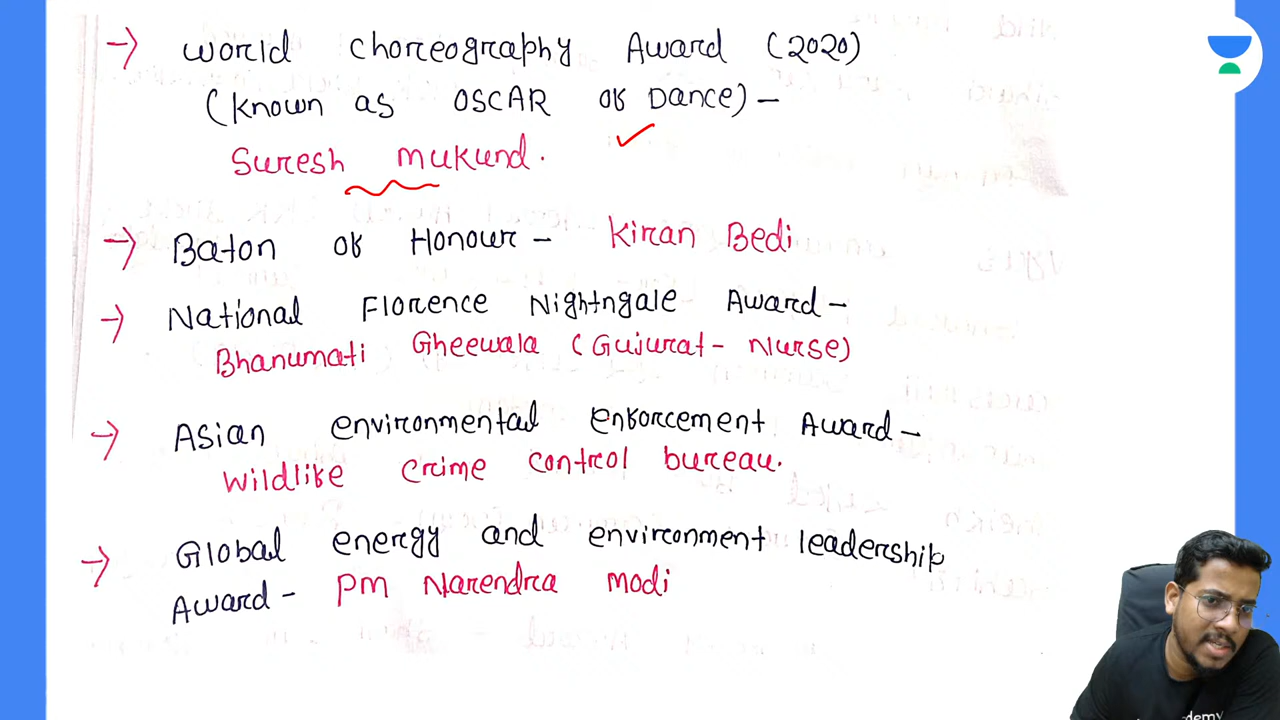 → World choreography Award (2020)
(Known as OSCAR of Dance) -
Suresh mukund.
→ Baton of Honour - Kiran Bedi
→ National Florence Nightngale Award -
Bhanumati Gheewala (Gujurat - Nurse)
→ Asian environmental enforcement Award -
Wildlife crime control bureau.
→ Global energy and environment leadership
Award - PM Narendra modi